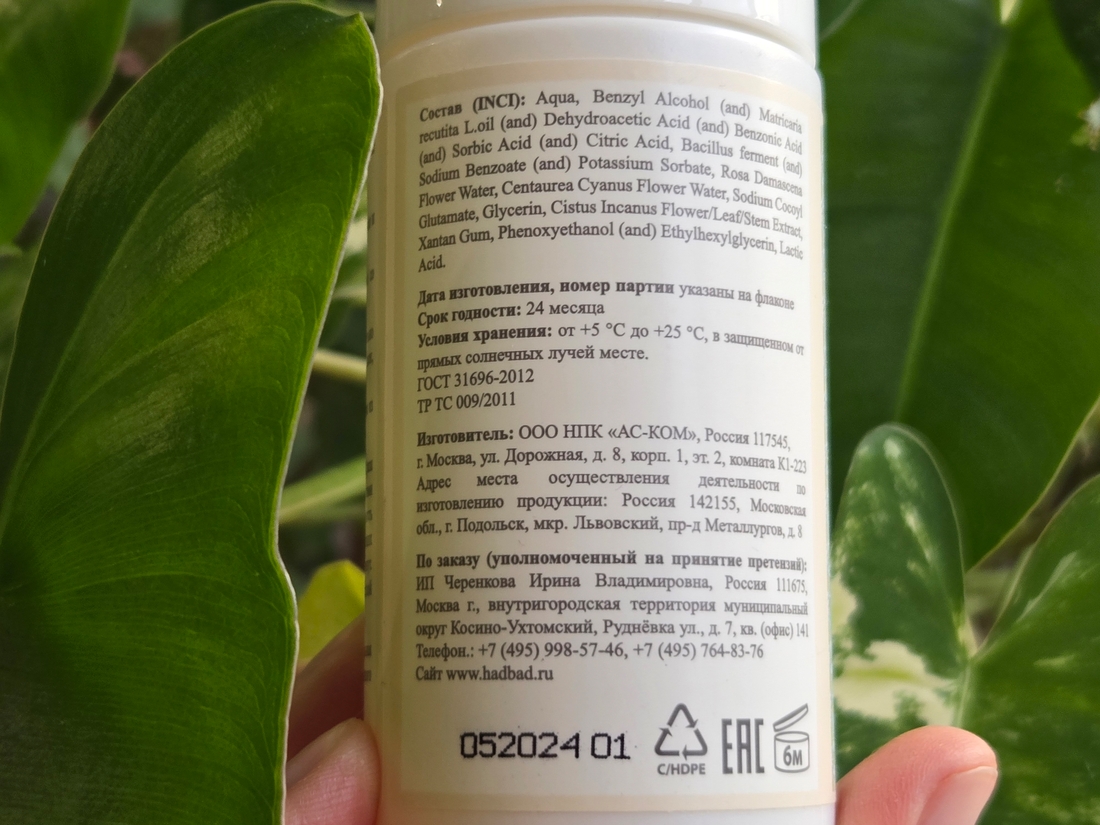 Состав (INCI): Aqua, Benzyl Alcohol (and) Matricaria
recutita L.oil (and) Dehydroacetic Acid (and) Benzonic Acid
(and) Sorbic Acid (and) Citric Acid, Bacillus ferment (and)
Sodium Benzoate (and) Potassium Sorbate, Rosa Damascena
Flower Water, Centaurea Cyanus Flower Water, Sodium Cocoyl
Glutamate, Glycerin, Cistus Incanus Flower/Leaf/Stem Extract,
Xantan Gum, Phenoxyethanol (and) Ethylhexylglycerin, Lactic
Acid.
Дата изготовления, номер партии указаны на флаконе
Срок годности: 24 месяца
Условия хранения: от +5 °C до +25 °C, в защищенном от
прямых солнечных лучей месте.
ГОСТ 31696-2012
ТР ТС 009/2011
Изготовитель: ООО НПК «АС-КОМ», Россия 117545,
г. Москва, ул. Дорожная, д. 8, корп. 1, эт. 2, комната К1-223
Адрес места осуществления деятельности по
изготовлению продукции: Россия 142155, Московская
обл., г. Подольск, мкр. Львовский, пр-д Металлургов, д. 8
По заказу (уполномоченный на принятие претензий):
ИП Черенкова Ирина Владимировна, Россия 111675,
Москва г., внутригородская территория муниципальный
округ Косино-Ухтомский, Руднёвка ул., д. 7, кв. (офис) 141
Телефон.: +7 (495) 998-57-46, +7 (495) 764-83-76
Сайт www.hadbad.ru
052024 01
C/HDPE
EAC
6М